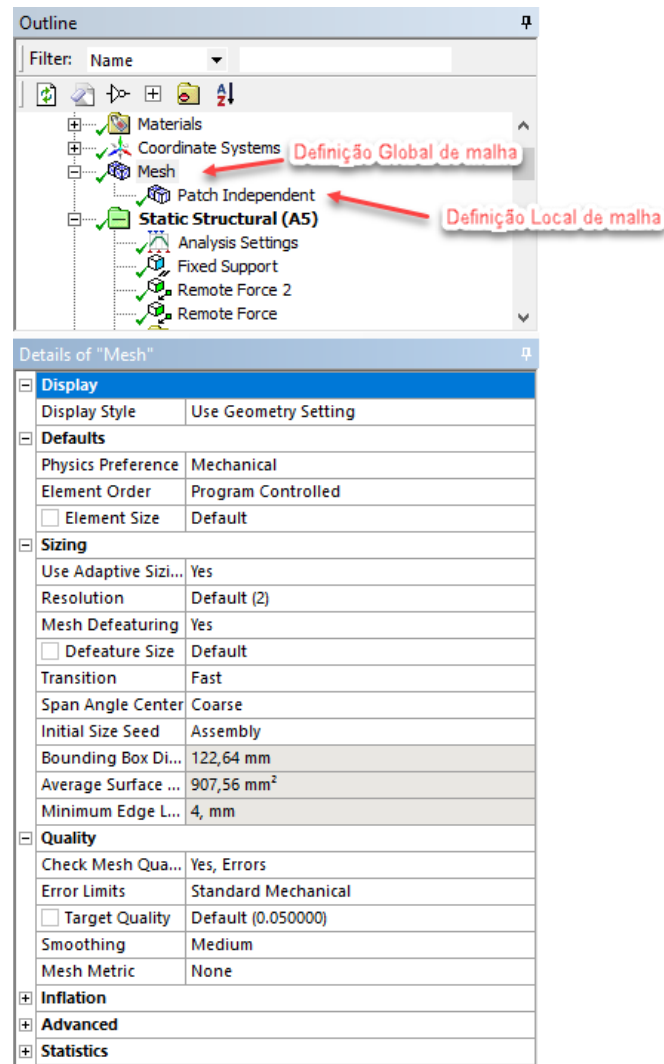 Outline
Filter: Name
Materials
Coordinate Systems
Definição Global de malha
Mesh
Patch Independent
Definição Local de malha
Static Structural (A5)
Analysis Settings
Fixed Support
Remote Force 2
Remote Force
Details of "Mesh"
Display
Display Style Use Geometry Setting
Defaults
Physics Preference Mechanical
Element Order Program Controlled
Element Size Default
Sizing
Use Adaptive Sizi... Yes
Resolution Default (2)
Mesh Defeaturing Yes
Defeature Size Default
Transition Fast
Span Angle Center Coarse
Initial Size Seed Assembly
Bounding Box Di... 122,64 mm
Average Surface ... 907,56 mm²
Minimum Edge L... 4, mm
Quality
Check Mesh Qua... Yes, Errors
Error Limits Standard Mechanical
Target Quality Default (0.050000)
Smoothing Medium
Mesh Metric None
Inflation
Advanced
Statistics